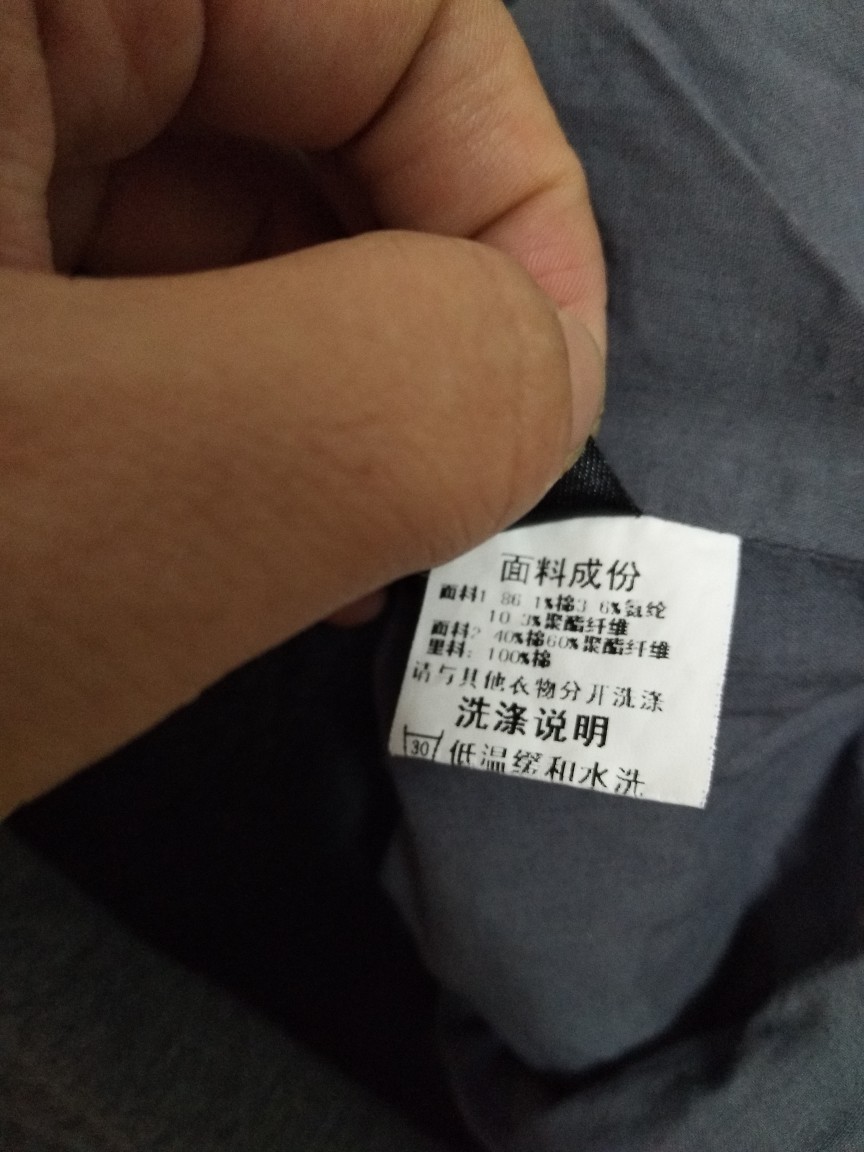 面料成份
面料1 86.1%棉3.6%氨纶
10.3%聚酯纤维
面料2 40%棉60%聚酯纤维
里料: 100%棉
请与其他衣物分开洗涤
洗涤说明
30 低温缓和水洗